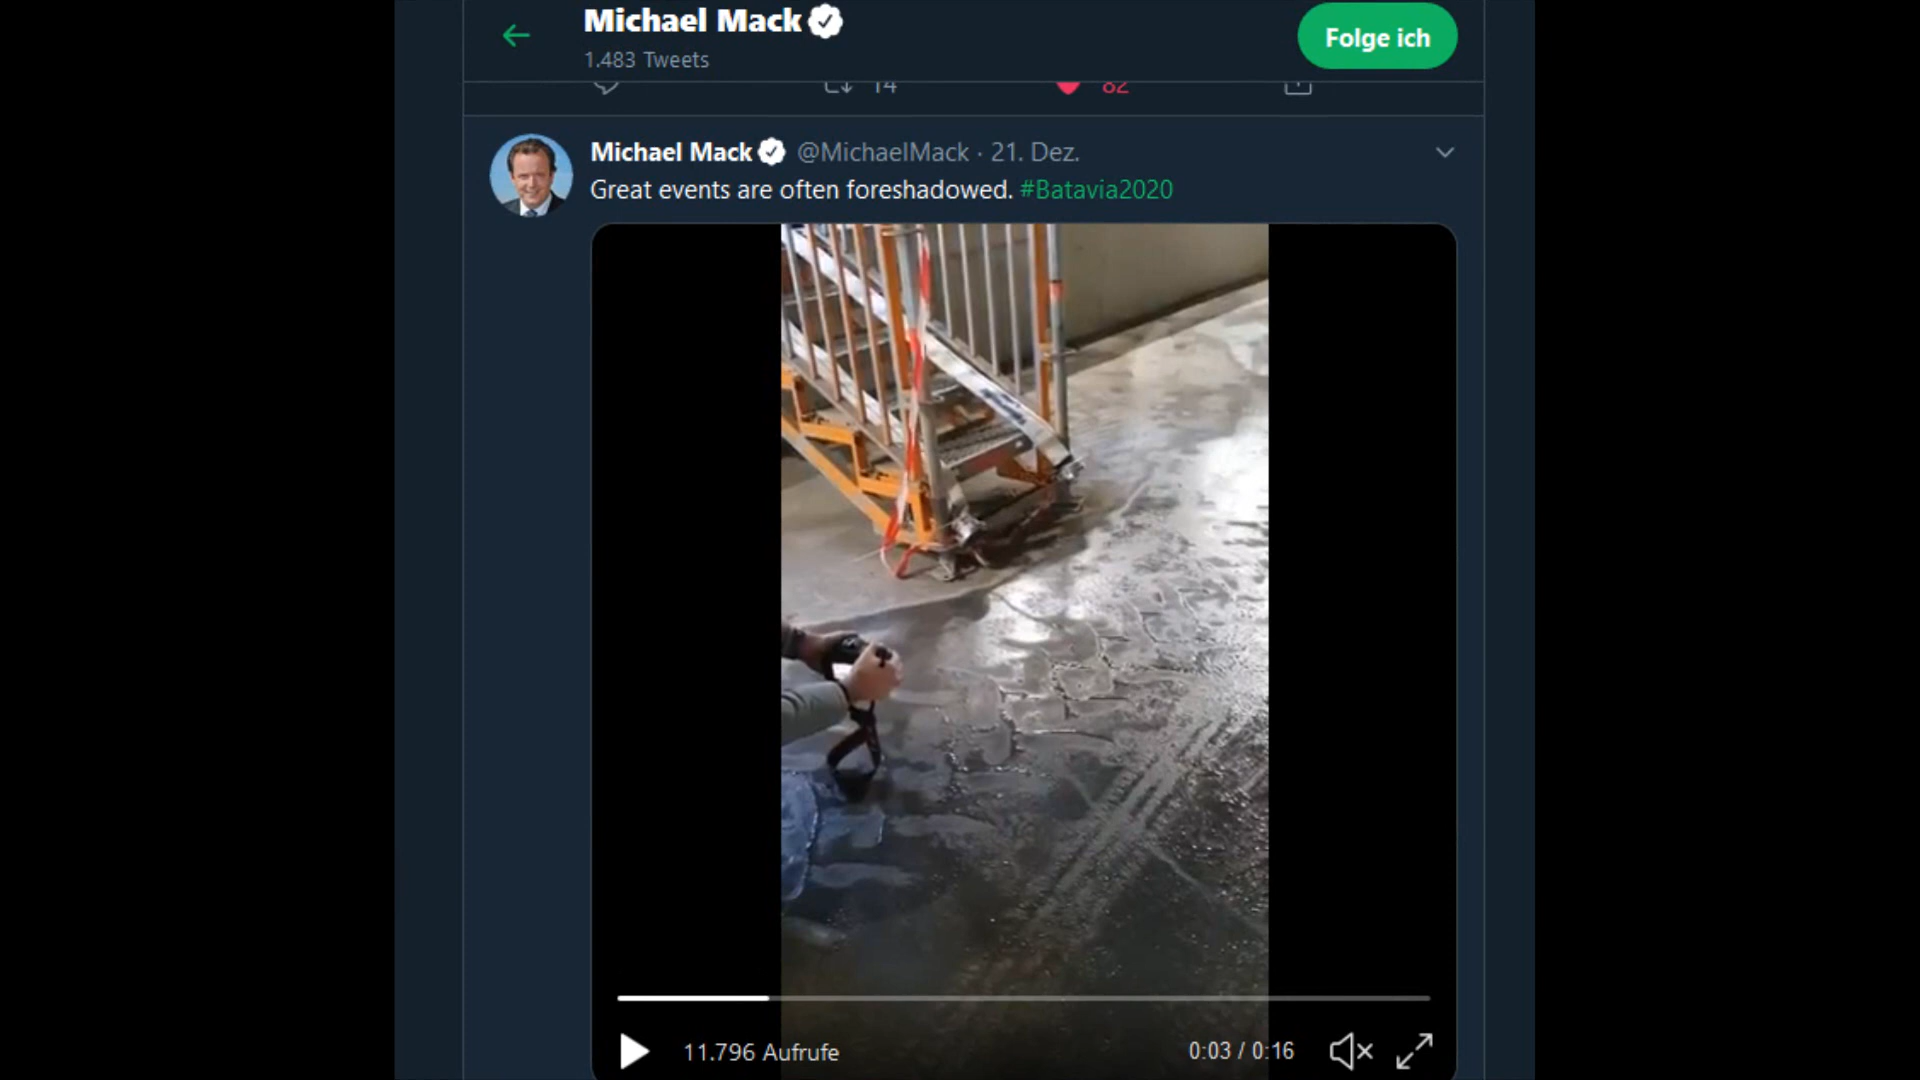 Michael Mack
1.483 Tweets
Folge ich
14
82
Michael Mack @MichaelMack · 21. Dez.
Great events are often foreshadowed. #Batavia2020
11.796 Aufrufe
0:03 / 0:16